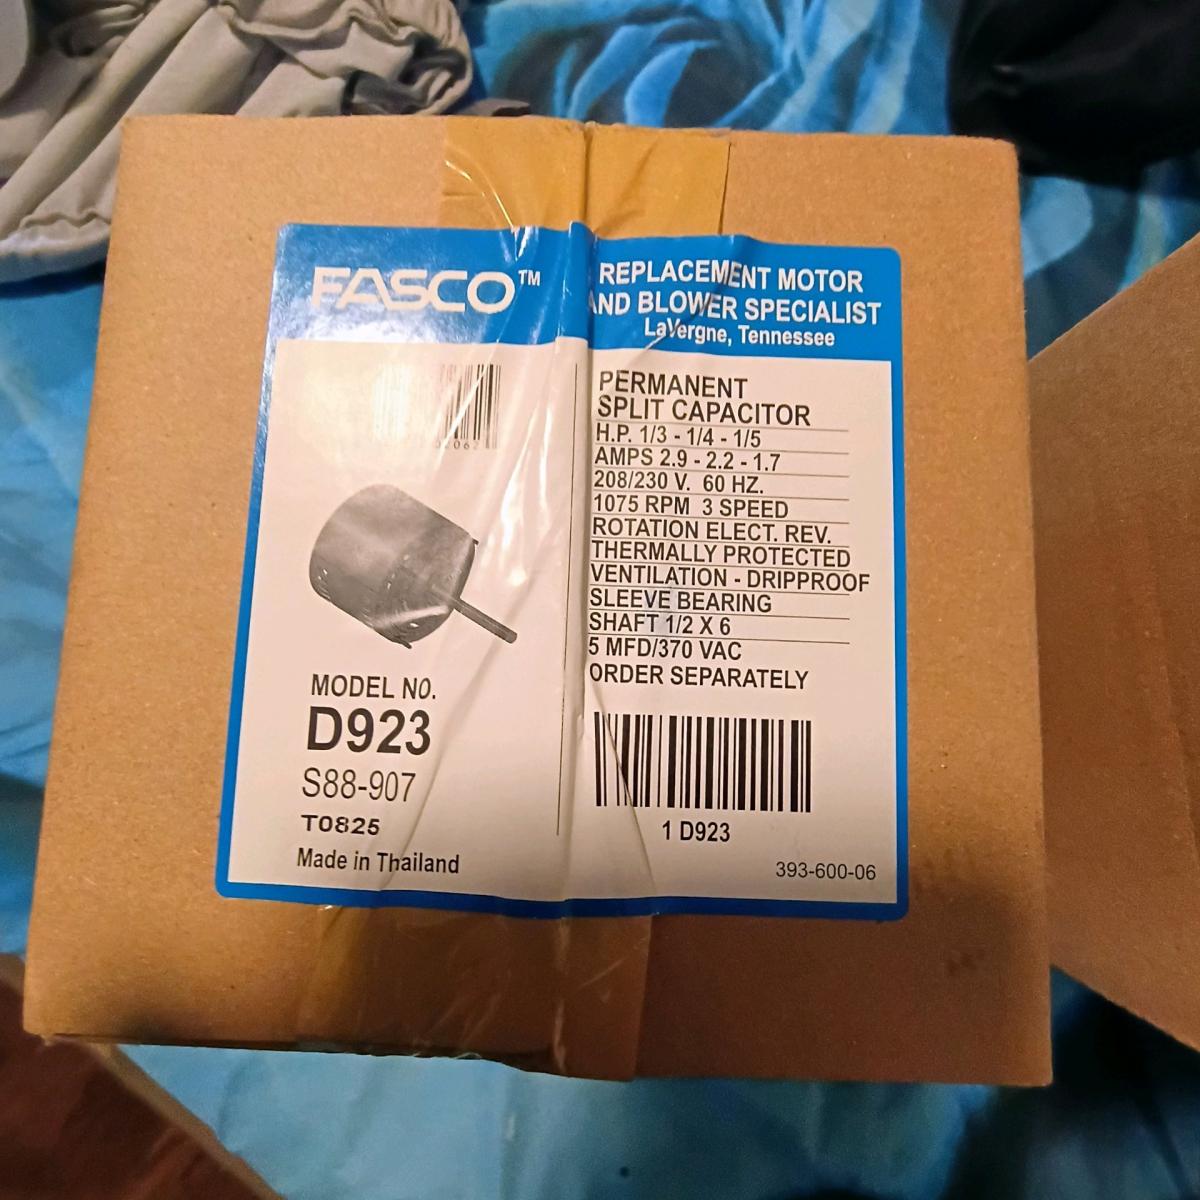 FASCO™
REPLACEMENT MOTOR
AND BLOWER SPECIALIST
LaVergne, Tennessee
PERMANENT
SPLIT CAPACITOR
H.P. 1/3 - 1/4 - 1/5
AMPS 2.9 - 2.2 - 1.7
208/230 V. 60 HZ.
1075 RPM 3 SPEED
ROTATION ELECT. REV.
THERMALLY PROTECTED
VENTILATION - DRIPPROOF
SLEEVE BEARING
SHAFT 1/2 X 6
5 MFD/370 VAC
ORDER SEPARATELY
MODEL NO.
D923
S88-907
T0825
Made in Thailand
1 D923
393-600-06